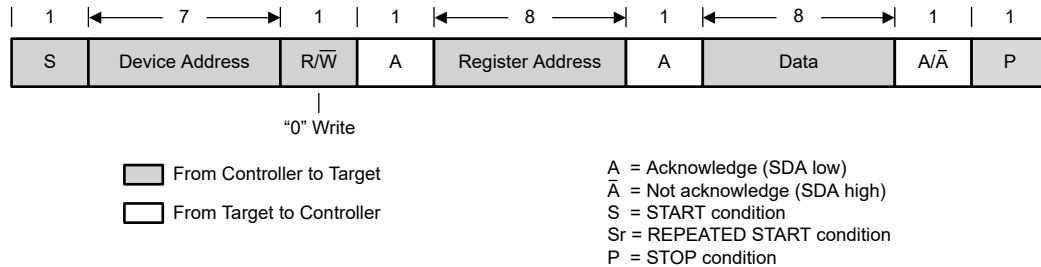 1 7 1 1 8 1 8 1 1
S Device Address R/W̅ A Register Address A Data A/A̅ P
“0” Write
From Controller to Target
From Target to Controller
A = Acknowledge (SDA low)
A̅ = Not acknowledge (SDA high)
S = START condition
Sr = REPEATED START condition
P = STOP condition